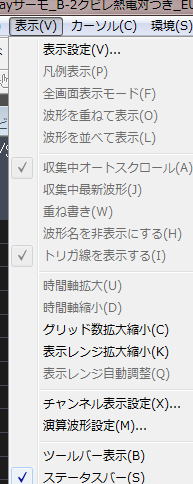 ayサーモ_B-2クビレ熱電対つき_EU
表示(V) カーソル(C) 環境(S)
表示設定(V)...
凡例表示(P)
全画面表示モード(F)
波形を重ねて表示(O)
波形を並べて表示(L)
収集中オートスクロール(A)
収集中最新波形(J)
重ね書き(W)
波形名を非表示にする(H)
トリガ線を表示する(I)
時間軸拡大(U)
時間軸縮小(D)
グリッド数拡大縮小(C)
表示レンジ拡大縮小(K)
表示レンジ自動調整(Q)
チャンネル表示設定(X)...
演算波形設定(M)...
ツールバー表示(B)
ステータスバー(S)